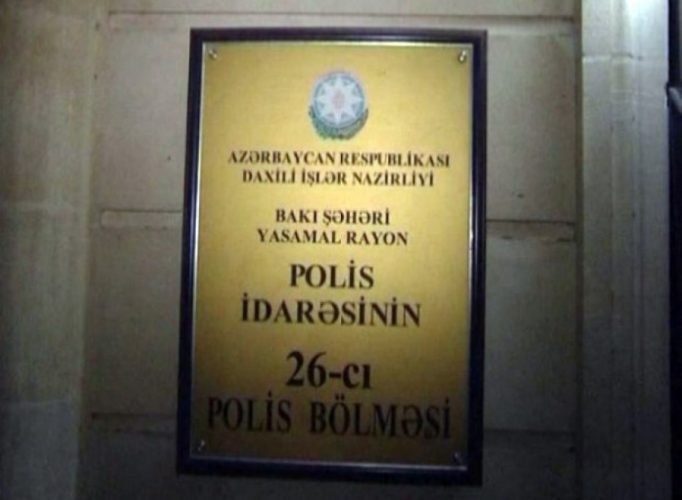 AZƏRBAYCAN RESPUBLİKASI
DAXİLİ İŞLƏR NAZİRLİYİ
BAKI ŞƏHƏRİ
YASAMAL RAYON
POLİS
İDARƏSİNİN
26-cı
POLİS BÖLMƏSİ